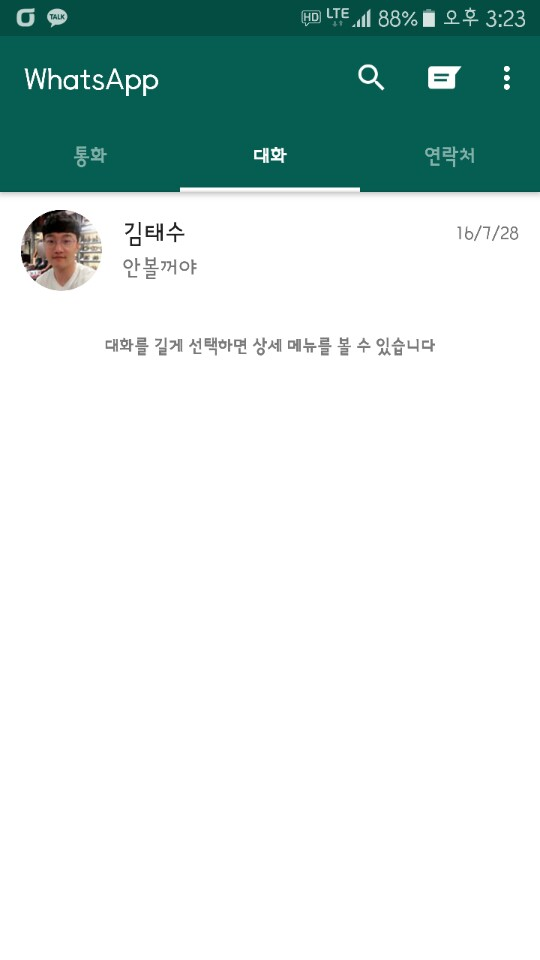 TALK HD LTE 88% 오후 3:23
WhatsApp
통화 대화 연락처
김태수 16/7/28
안볼꺼야
대화를 길게 선택하면 상세 메뉴를 볼 수 있습니다